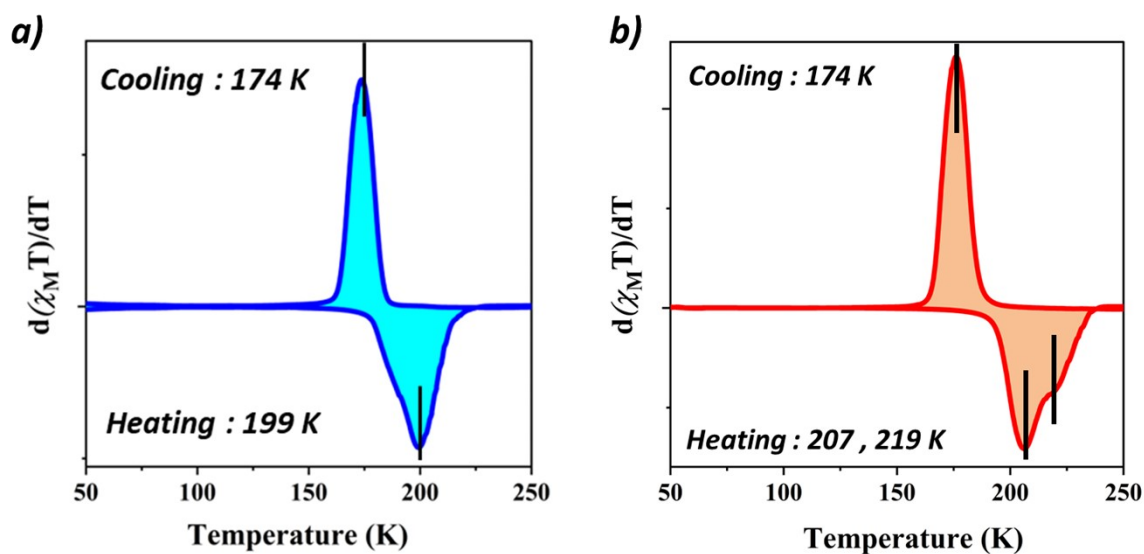 a)
Cooling : 174 K
Heating : 199 K
d(χMT)/dT
50 100 150 200 250
Temperature (K)
b)
Cooling : 174 K
Heating : 207 , 219 K
d(χMT)/dT
50 100 150 200 250
Temperature (K)